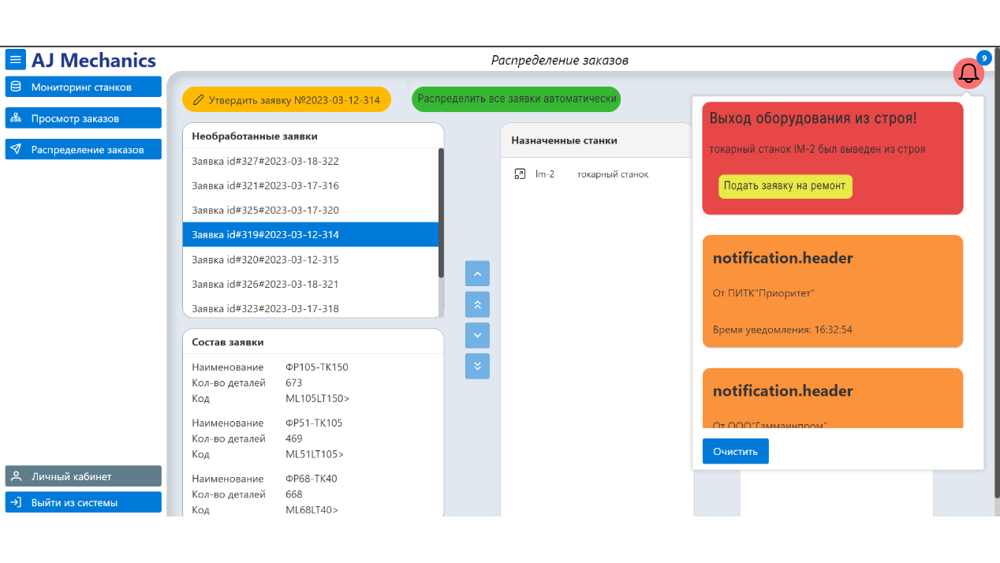 AJ Mechanics
Распределение заказов
9
Мониторинг станков
Просмотр заказов
Распределение заказов
Личный кабинет
Выйти из системы
Утвердить заявку №2023-03-12-314
Распределить все заявки автоматически
Необработанные заявки
Заявка id#327#2023-03-18-322
Заявка id#321#2023-03-17-316
Заявка id#325#2023-03-17-320
Заявка id#319#2023-03-12-314
Заявка id#320#2023-03-12-315
Заявка id#326#2023-03-18-321
Заявка id#323#2023-03-17-318
Состав заявки
Наименование ФР105-ТК150
Кол-во деталей 673
Код ML105LT150>
Наименование ФР51-ТК105
Кол-во деталей 469
Код ML51LT105>
Наименование ФР68-ТК40
Кол-во деталей 668
Код ML68LT40>
Назначенные станки
Im-2 токарный станок
Выход оборудования из строя!
токарный станок IM-2 был выведен из строя
Подать заявку на ремонт
notification.header
От ПИТК"Приоритет"
Время уведомления: 16:32:54
notification.header
От ООО"Гаммаинпром"
Очистить